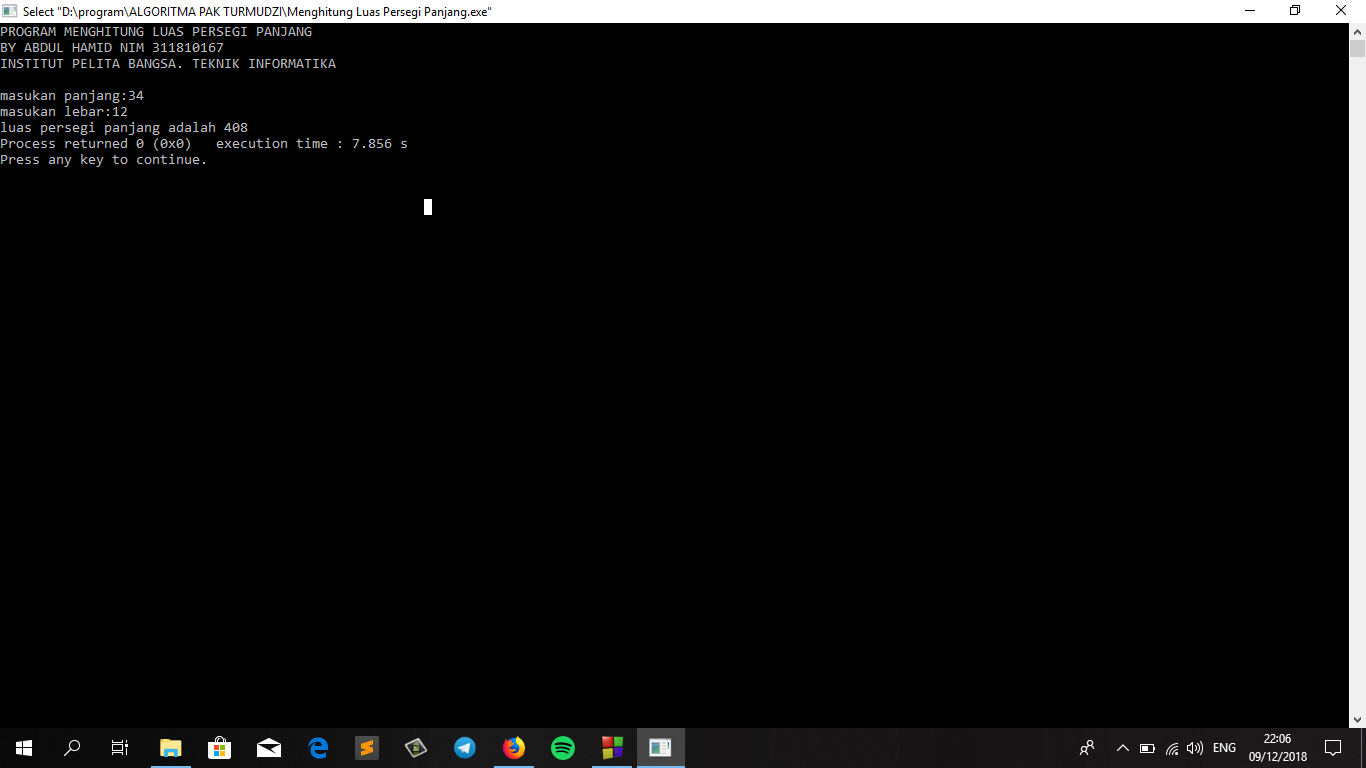 Select "D:\program\ALGORITMA PAK TURMUDZI\Menghitung Luas Persegi Panjang.exe"
PROGRAM MENGHITUNG LUAS PERSEGI PANJANG
BY ABDUL HAMID NIM 311810167
INSTITUT PELITA BANGSA. TEKNIK INFORMATIKA
masukan panjang:34
masukan lebar:12
luas persegi panjang adalah 408
Process returned 0 (0x0)   execution time : 7.856 s
Press any key to continue.
ENG
22:06
09/12/2018